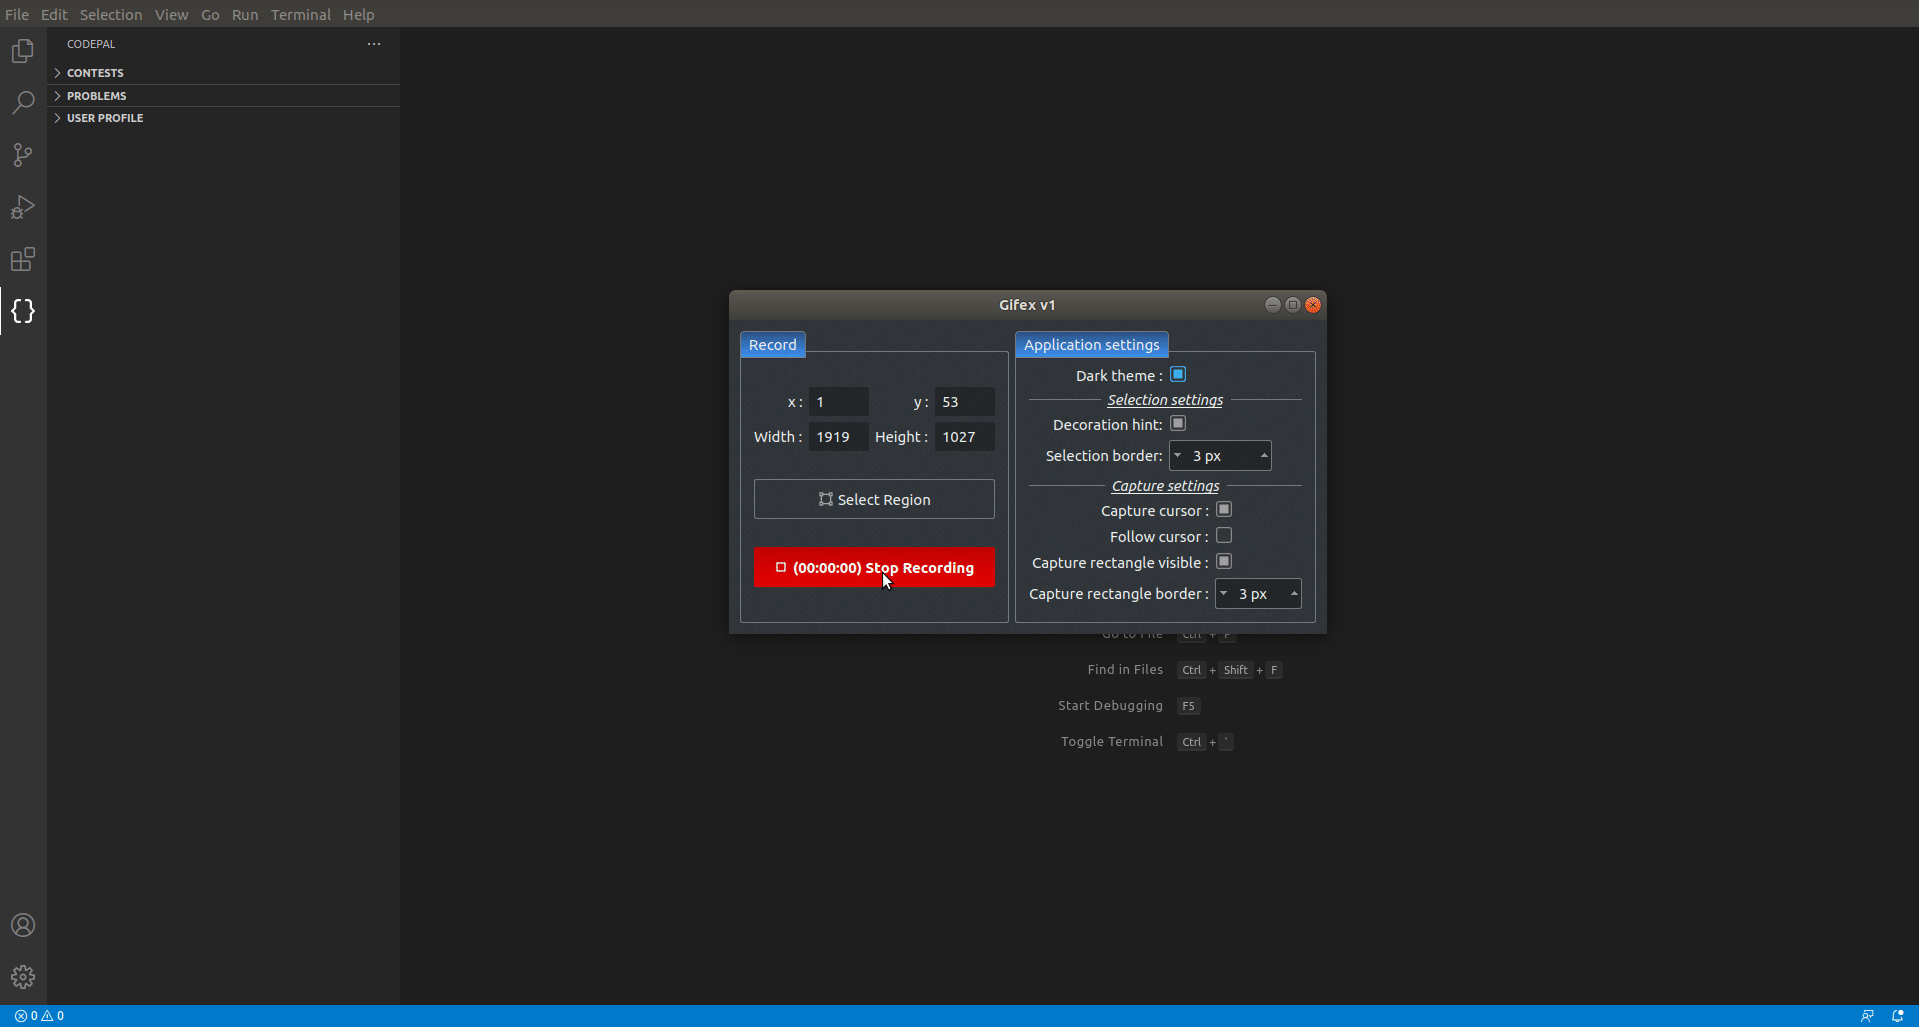 File Edit Selection View Go Run Terminal Help
CODEPAL
CONTESTS
PROBLEMS
USER PROFILE
Gifex v1
Record
x : 1 y : 53
Width : 1919 Height : 1027
Select Region
(00:00:00) Stop Recording
Application settings
Dark theme :
Selection settings
Decoration hint:
Selection border: 3 px
Capture settings
Capture cursor :
Follow cursor :
Capture rectangle visible :
Capture rectangle border : 3 px
Go to File Ctrl + P
Find in Files Ctrl + Shift + F
Start Debugging F5
Toggle Terminal Ctrl + `
0 0